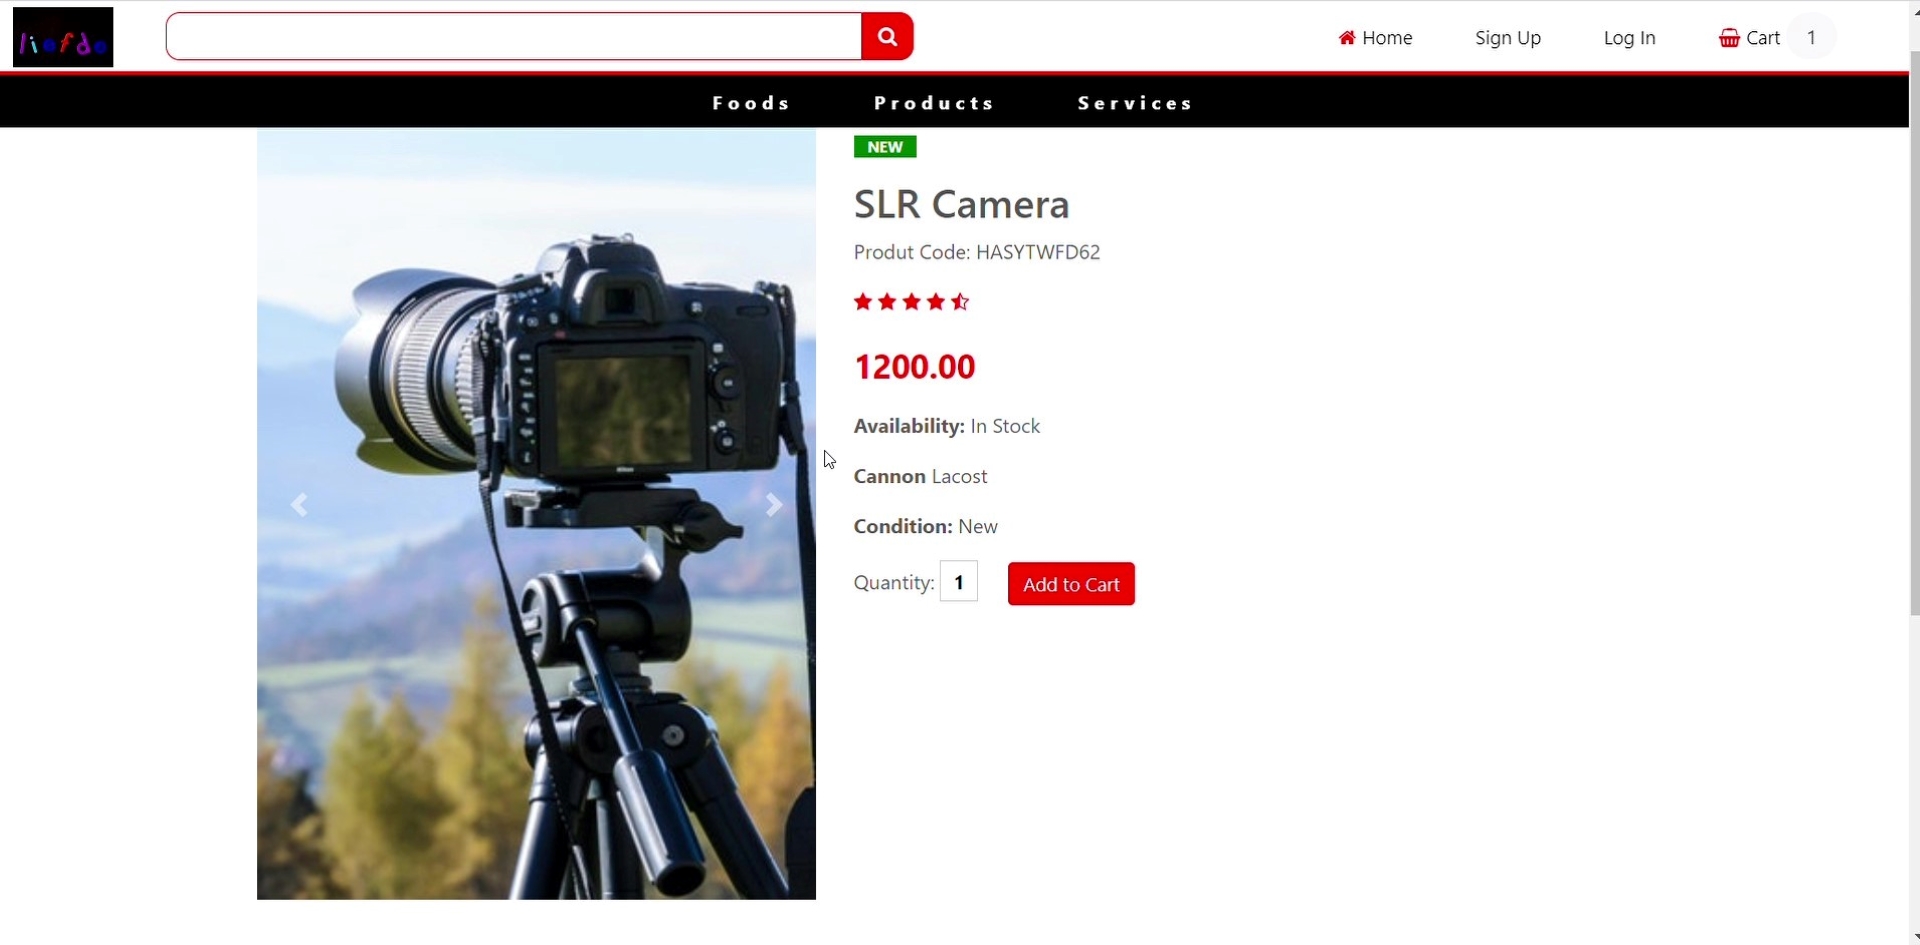 liefde
Home
Sign Up
Log In
Cart 1
Foods Products Services
NEW
SLR Camera
Produt Code: HASYTWFD62
1200.00
Availability: In Stock
Cannon Lacost
Condition: New
Quantity: 1
Add to Cart
Nikon